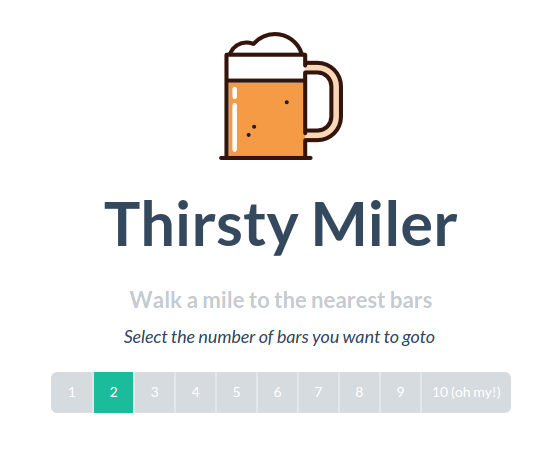 Thirsty Miler
Walk a mile to the nearest bars
Select the number of bars you want to goto
1 2 3 4 5 6 7 8 9 10 (oh my!)